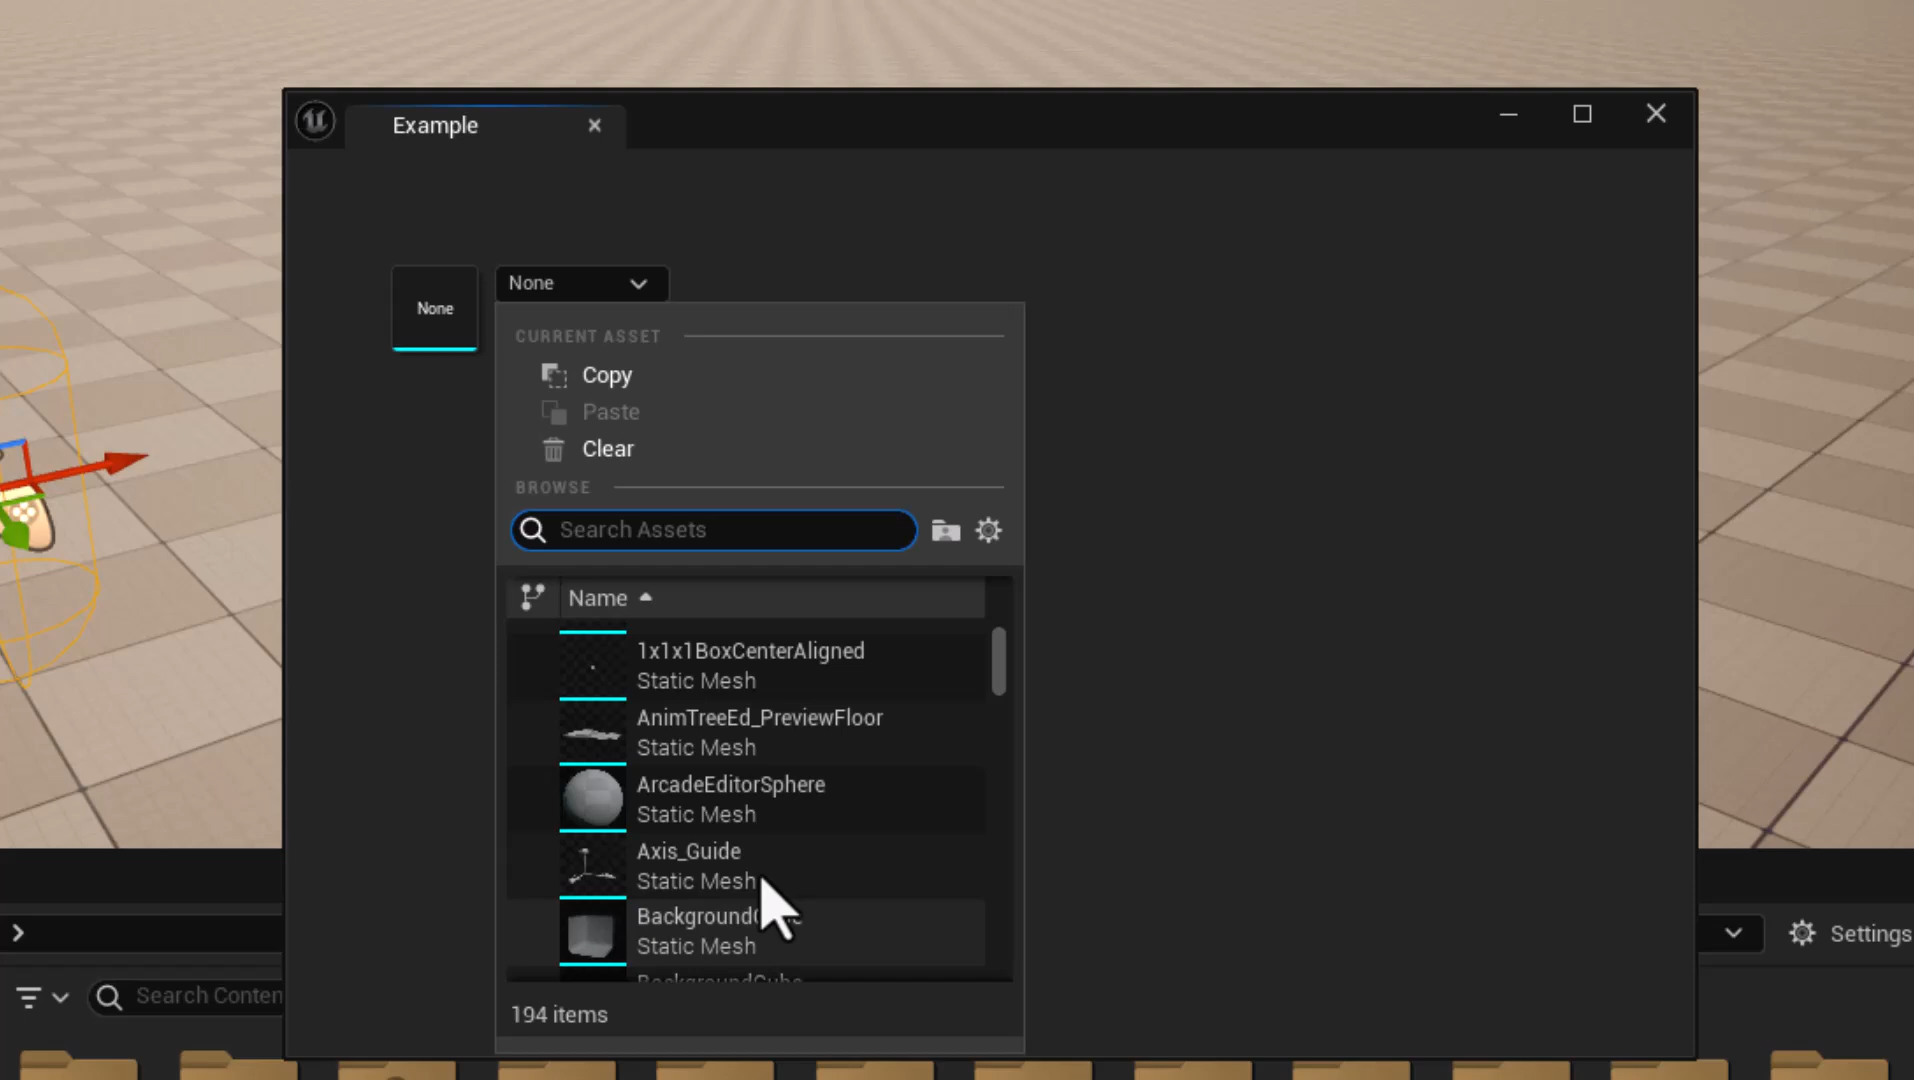 Example
None
None
CURRENT ASSET
Copy
Paste
Clear
BROWSE
Search Assets
Name
1x1x1BoxCenterAligned
Static Mesh
AnimTreeEd_PreviewFloor
Static Mesh
ArcadeEditorSphere
Static Mesh
Axis_Guide
Static Mesh
Static Mesh
BackgroundCube
194 items
Settings
Search Conten